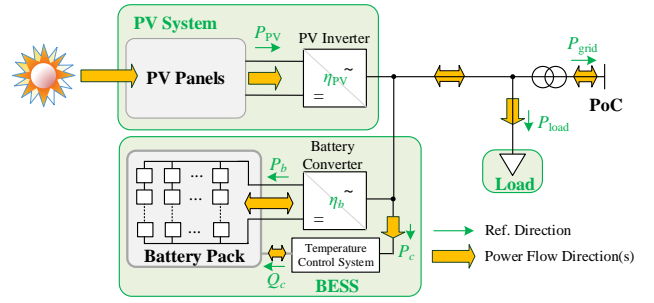 PV System
P_PV
PV Inverter
PV Panels
η_PV
~
=
P_grid
PoC
P_load
Load
Battery
Converter
P_b
η_b
~
=
...
...
...
Battery Pack
Temperature
Control System
P_c
Q_c
BESS
Ref. Direction
Power Flow Direction(s)